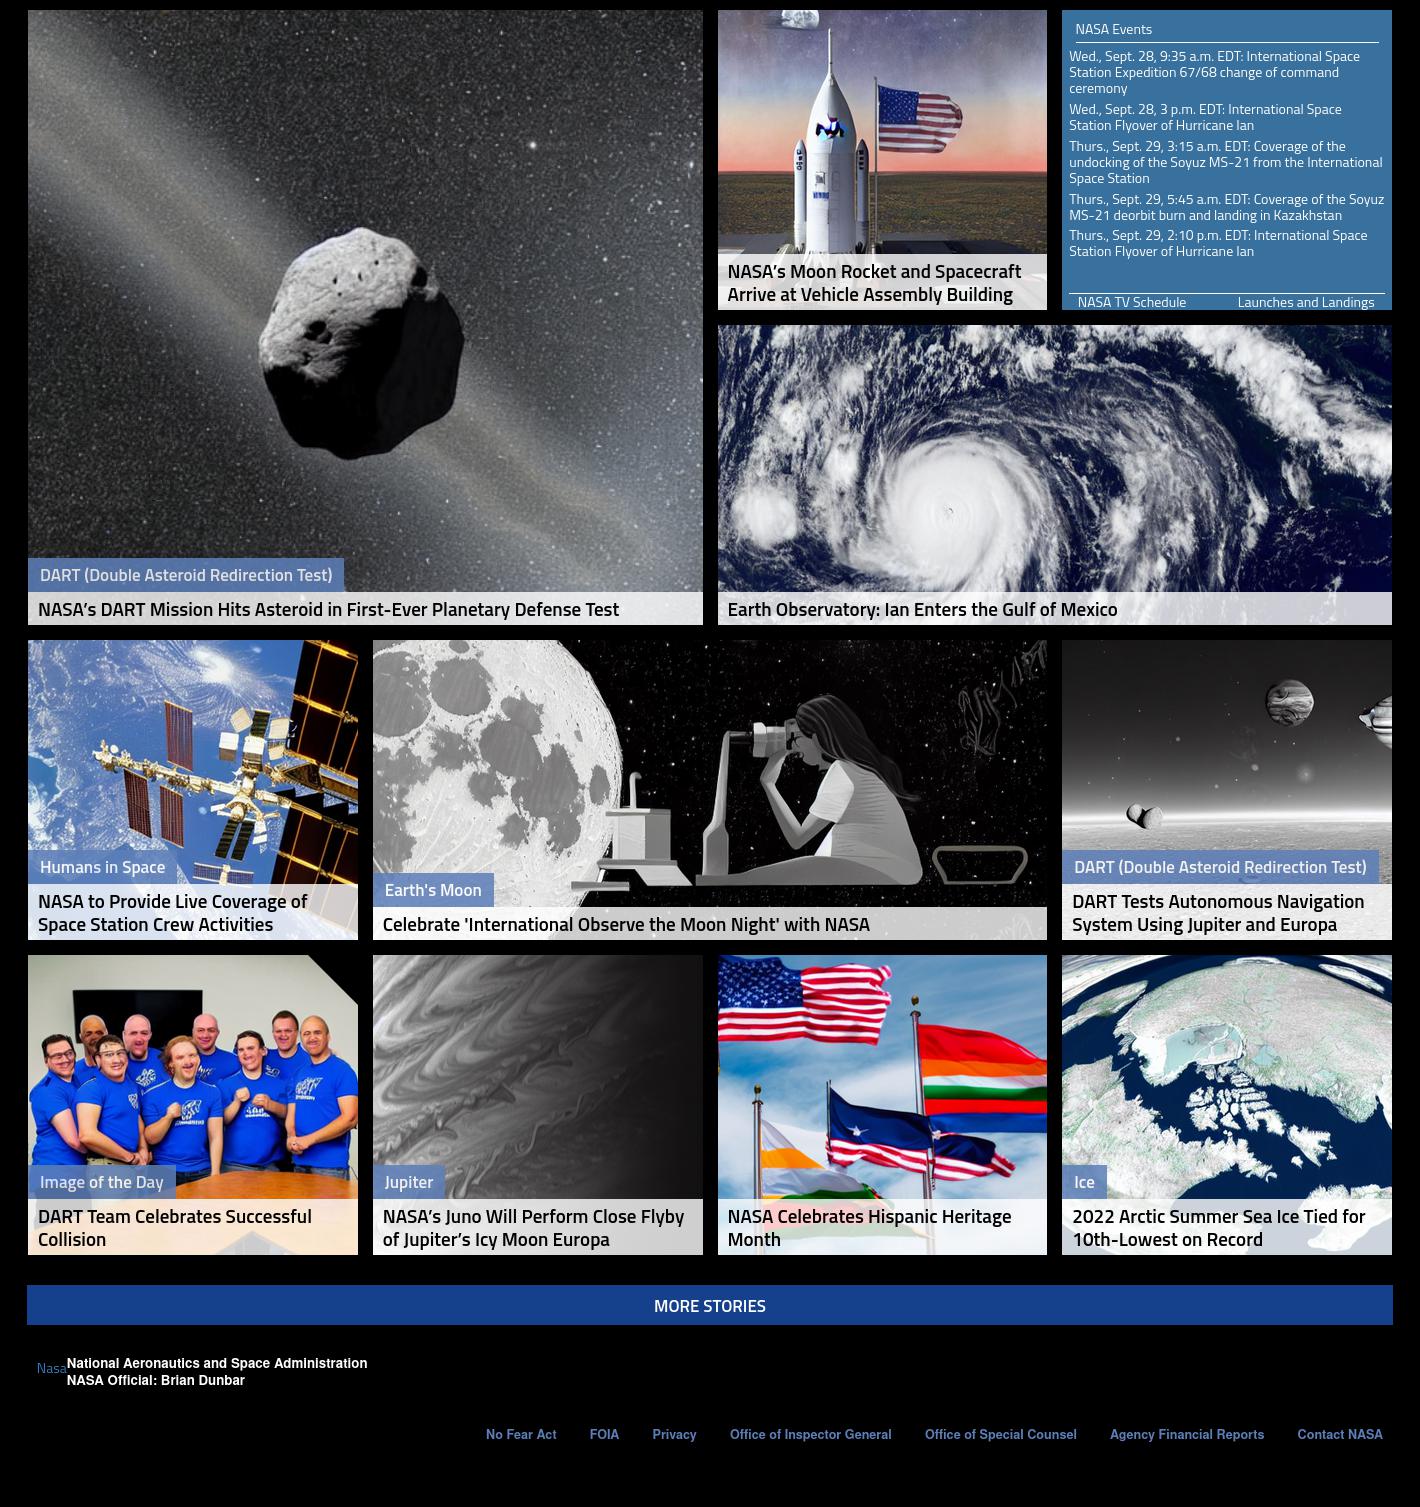 NASA Events
Wed., Sept. 28, 9:35 a.m. EDT: International Space
Station Expedition 67/68 change of command
ceremony
Wed., Sept. 28, 3 p.m. EDT: International Space
Station Flyover of Hurricane Ian
Thurs., Sept. 29, 3:15 a.m. EDT: Coverage of the
undocking of the Soyuz MS-21 from the International
Space Station
Thurs., Sept. 29, 5:45 a.m. EDT: Coverage of the Soyuz
MS-21 deorbit burn and landing in Kazakhstan
Thurs., Sept. 29, 2:10 p.m. EDT: International Space
Station Flyover of Hurricane Ian
NASA TV Schedule
Launches and Landings
NASA’s Moon Rocket and Spacecraft
Arrive at Vehicle Assembly Building
DART (Double Asteroid Redirection Test)
NASA’s DART Mission Hits Asteroid in First-Ever Planetary Defense Test
Earth Observatory: Ian Enters the Gulf of Mexico
Humans in Space
NASA to Provide Live Coverage of
Space Station Crew Activities
Earth's Moon
Celebrate 'International Observe the Moon Night' with NASA
DART (Double Asteroid Redirection Test)
DART Tests Autonomous Navigation
System Using Jupiter and Europa
Image of the Day
DART Team Celebrates Successful
Collision
Jupiter
NASA’s Juno Will Perform Close Flyby
of Jupiter’s Icy Moon Europa
NASA Celebrates Hispanic Heritage
Month
Ice
2022 Arctic Summer Sea Ice Tied for
10th-Lowest on Record
MORE STORIES
Nasa
National Aeronautics and Space Administration
NASA Official: Brian Dunbar
No Fear Act
FOIA
Privacy
Office of Inspector General
Office of Special Counsel
Agency Financial Reports
Contact NASA